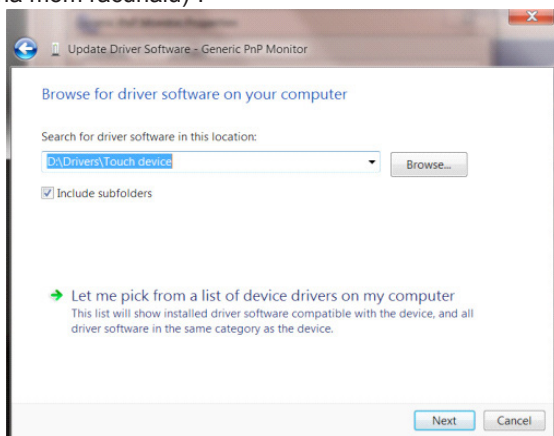 Update Driver Software - Generic PnP Monitor
Browse for driver software on your computer
Search for driver software in this location:
D:\Drivers\Touch device
Browse...
Include subfolders
Let me pick from a list of device drivers on my computer
This list will show installed driver software compatible with the device, and all
driver software in the same category as the device.
Next Cancel